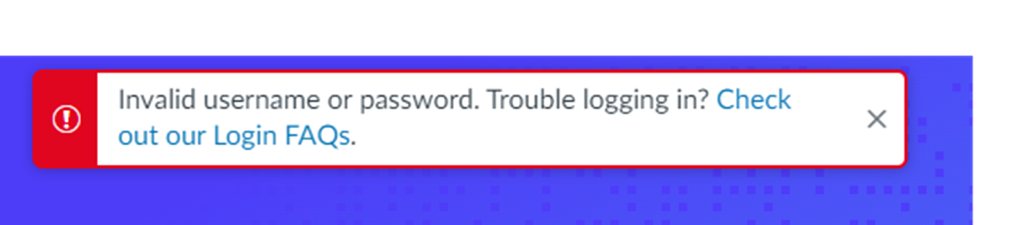 Invalid username or password. Trouble logging in? Check
out our Login FAQs.